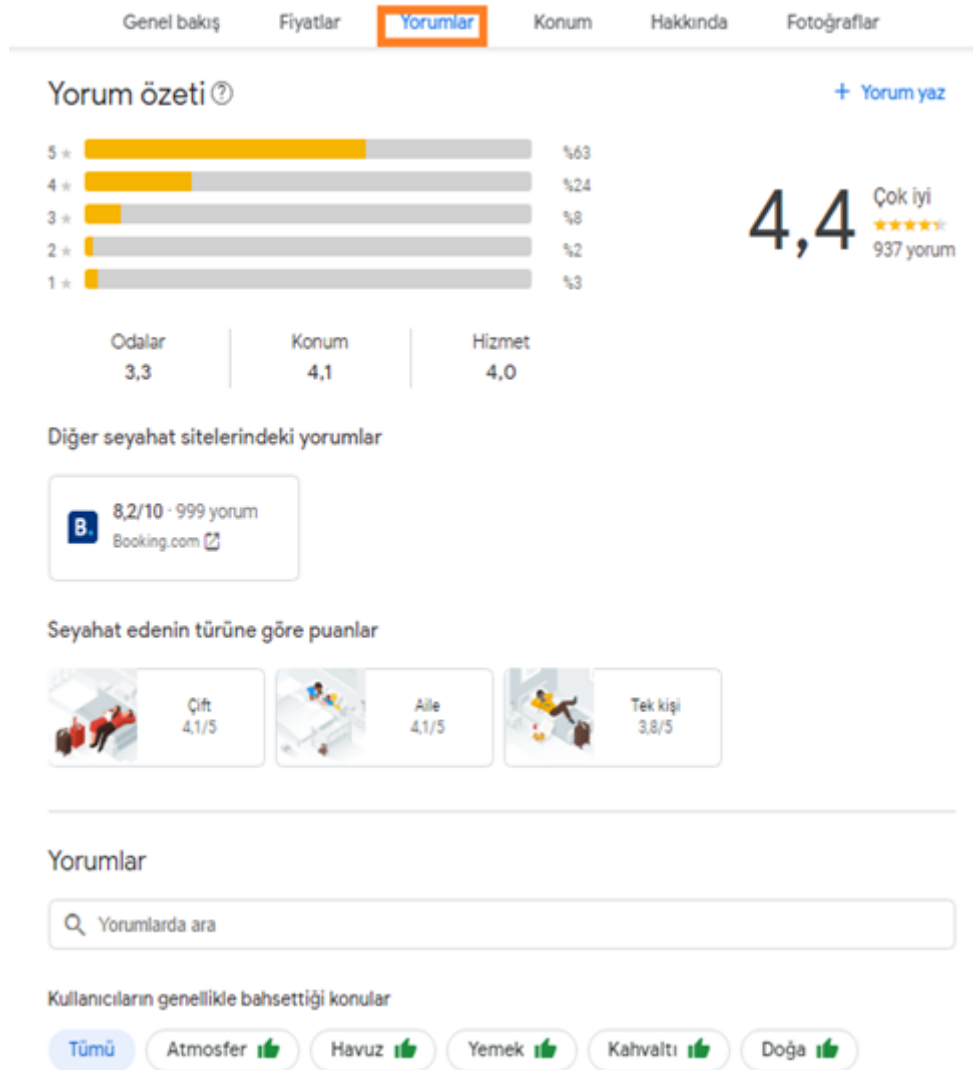 Genel bakış Fiyatlar Yorumlar Konum Hakkında Fotoğraflar
Yorum özeti ?
+ Yorum yaz
5 ★ %63
4 ★ %24
3 ★ %8
2 ★ %2
1 ★ %3
4,4
Çok iyi
937 yorum
Odalar Konum Hizmet
3,3 4,1 4,0
Diğer seyahat sitelerindeki yorumlar
B.
8,2/10 · 999 yorum
Booking.com
Seyahat edenin türüne göre puanlar
Çift
4,1/5
Aile
4,1/5
Tek kişi
3,8/5
Yorumlar
Yorumlarda ara
Kullanıcıların genellikle bahsettiği konular
Tümü Atmosfer Havuz Yemek Kahvaltı Doğa